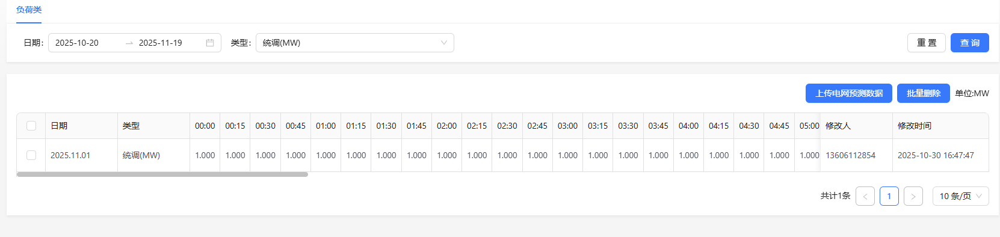 负荷类
日期: 2025-10-20 → 2025-11-19 类型: 统调(MW) 重 置 查 询
上传电网预测数据 批量删除 单位:MW
日期 类型 00:00 00:15 00:30 00:45 01:00 01:15 01:30 01:45 02:00 02:15 02:30 02:45 03:00 03:15 03:30 03:45 04:00 04:15 04:30 04:45 05:00 修改人 修改时间
2025.11.01 统调(MW) 1.000 1.000 1.000 1.000 1.000 1.000 1.000 1.000 1.000 1.000 1.000 1.000 1.000 1.000 1.000 1.000 1.000 1.000 1.000 1.000 1.000 13606112854 2025-10-30 16:47:47
共计1条 < 1 > 10 条/页